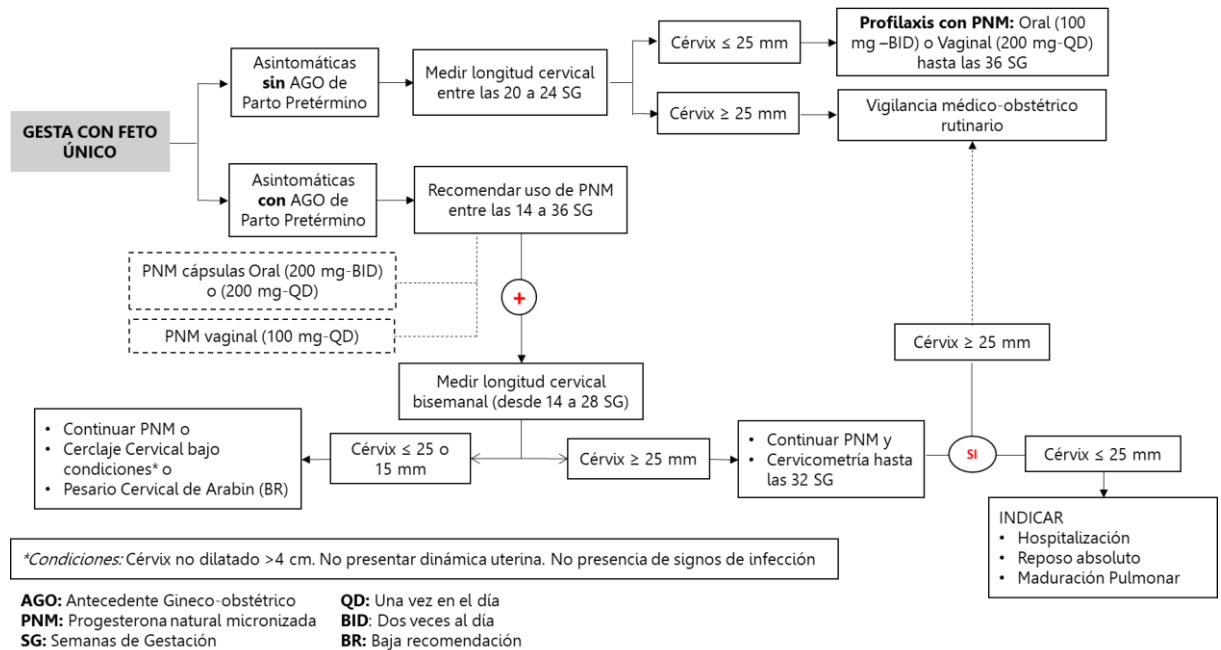 GESTA CON FETO
ÚNICO
Asintomáticas
sin AGO de
Parto Pretérmino
Medir longitud cervical
entre las 20 a 24 SG
Cérvix ≤ 25 mm
Profilaxis con PNM: Oral (100
mg –BID) o Vaginal (200 mg-QD)
hasta las 36 SG
Cérvix ≥ 25 mm
Vigilancia médico-obstétrico
rutinario
Asintomáticas
con AGO de
Parto Pretérmino
Recomendar uso de PNM
entre las 14 a 36 SG
PNM cápsulas Oral (200 mg-BID)
o (200 mg-QD)
PNM vaginal (100 mg-QD)
+
Medir longitud cervical
bisemanal (desde 14 a 28 SG)
• Continuar PNM o
• Cerclaje Cervical bajo
condiciones* o
• Pesario Cervical de Arabin (BR)
Cérvix ≤ 25 o
15 mm
Cérvix ≥ 25 mm
• Continuar PNM y
• Cervicometría hasta
las 32 SG
SI
Cérvix ≥ 25 mm
Cérvix ≤ 25 mm
INDICAR
• Hospitalización
• Reposo absoluto
• Maduración Pulmonar
*Condiciones: Cérvix no dilatado >4 cm. No presentar dinámica uterina. No presencia de signos de infección
AGO: Antecedente Gineco-obstétrico
PNM: Progesterona natural micronizada
SG: Semanas de Gestación
QD: Una vez en el día
BID: Dos veces al día
BR: Baja recomendación